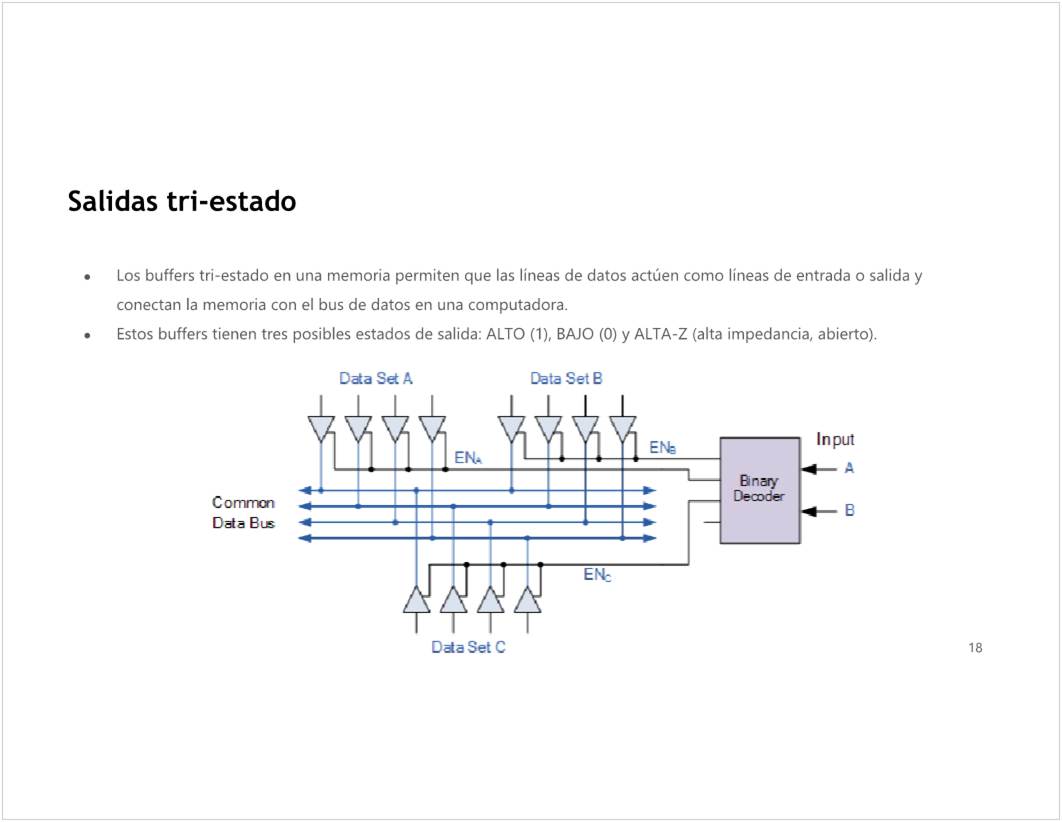 Salidas tri-estado
● Los buffers tri-estado en una memoria permiten que las líneas de datos actúen como líneas de entrada o salida y
conectan la memoria con el bus de datos en una computadora.
● Estos buffers tienen tres posibles estados de salida: ALTO (1), BAJO (0) y ALTA-Z (alta impedancia, abierto).
Data Set A
Data Set B
ENA
ENB
Input
A
B
Binary
Decoder
Common
Data Bus
ENC
Data Set C
18